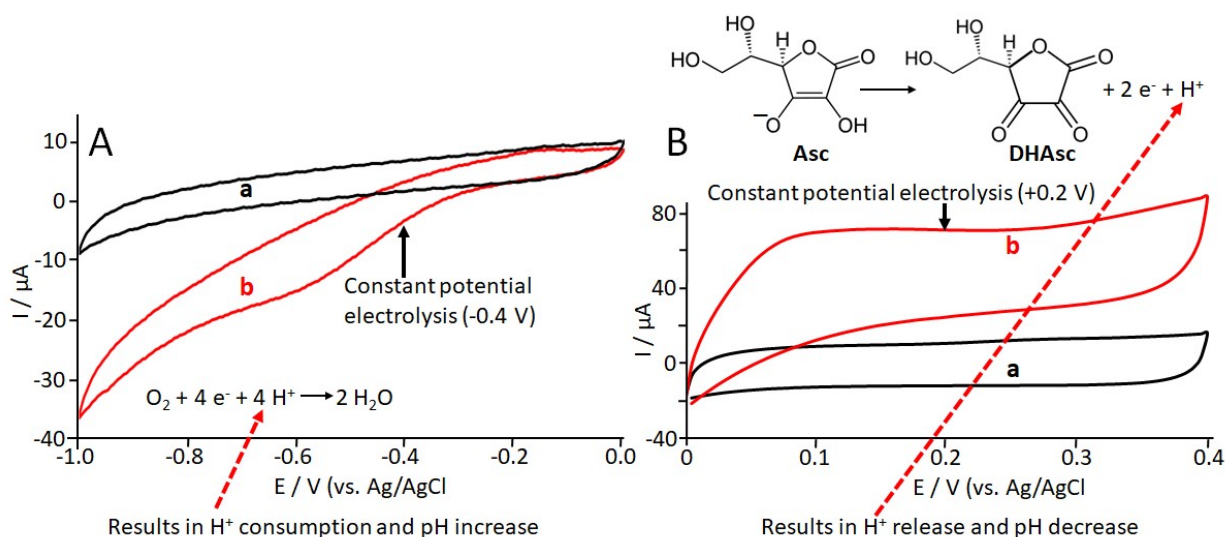 A
10
0
-10
-20
-30
-40
I / µA
a
b
Constant potential
electrolysis (-0.4 V)
O₂ + 4 e⁻ + 4 H⁺ → 2 H₂O
-1.0 -0.8 -0.6 -0.4 -0.2 0.0
E / V (vs. Ag/AgCl
Results in H⁺ consumption and pH increase
HO HO H O O
⁻O OH
Asc
HO HO H O O
O O
DHAsc
+ 2 e⁻ + H⁺
B
Constant potential electrolysis (+0.2 V)
80
40
0
-40
I / µA
b
a
0 0.1 0.2 0.3 0.4
E / V (vs. Ag/AgCl
Results in H⁺ release and pH decrease